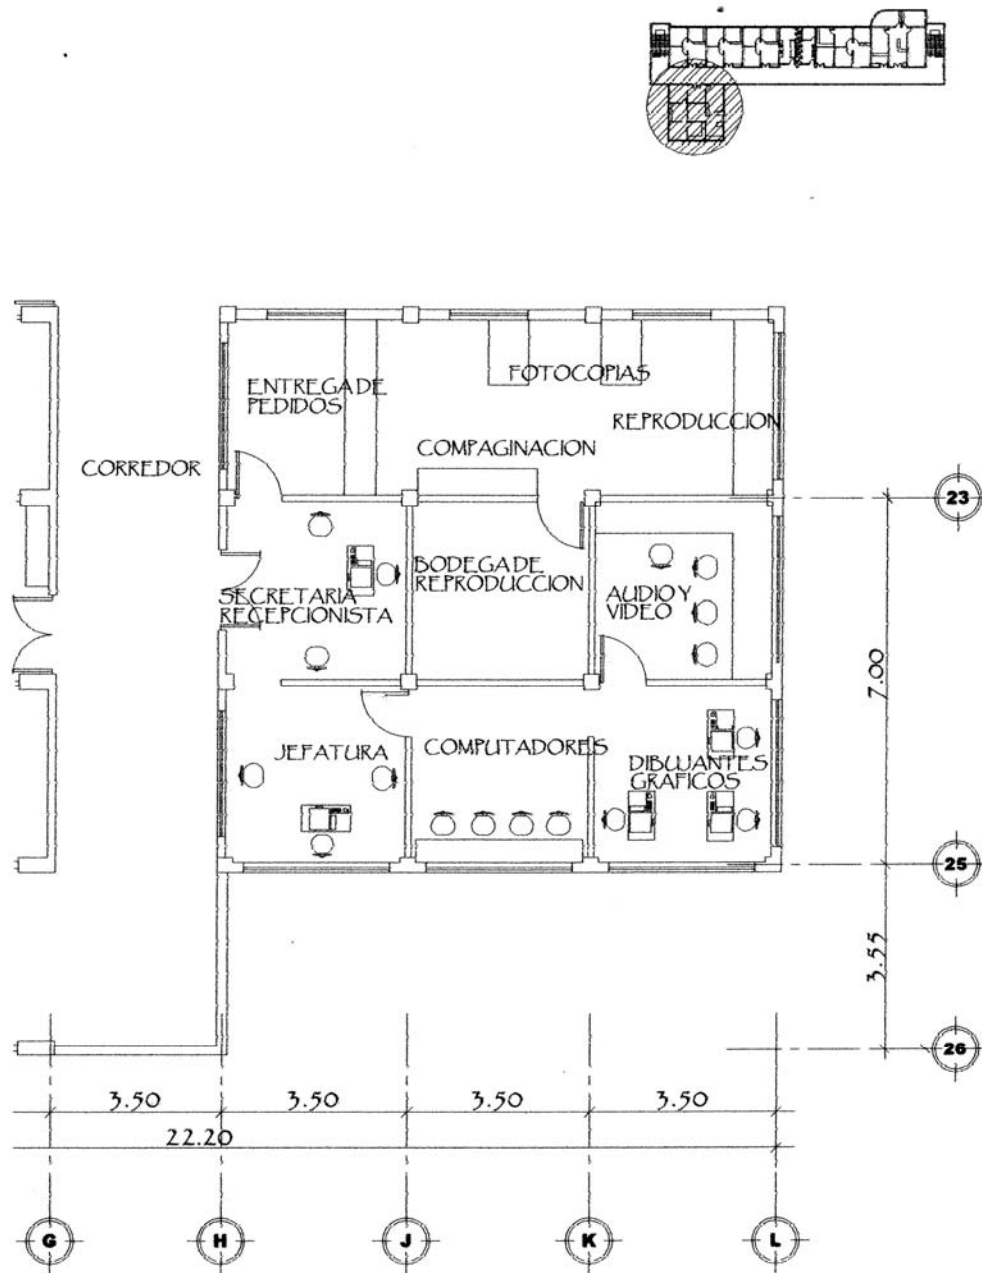 ENTREGA DE
PEDIDOS
FOTOCOPIAS
REPRODUCCION
COMPAGINACION
CORREDOR
23
BODEGA DE
REPRODUCCION
SECRETARIA
RECEPCIONISTA
AUDIO Y
VIDEO
7.00
JEFATURA
COMPUTADORES
DIBUJANTES
GRAFICOS
25
3.55
26
3.50 3.50 3.50 3.50
22.20
G H J K L